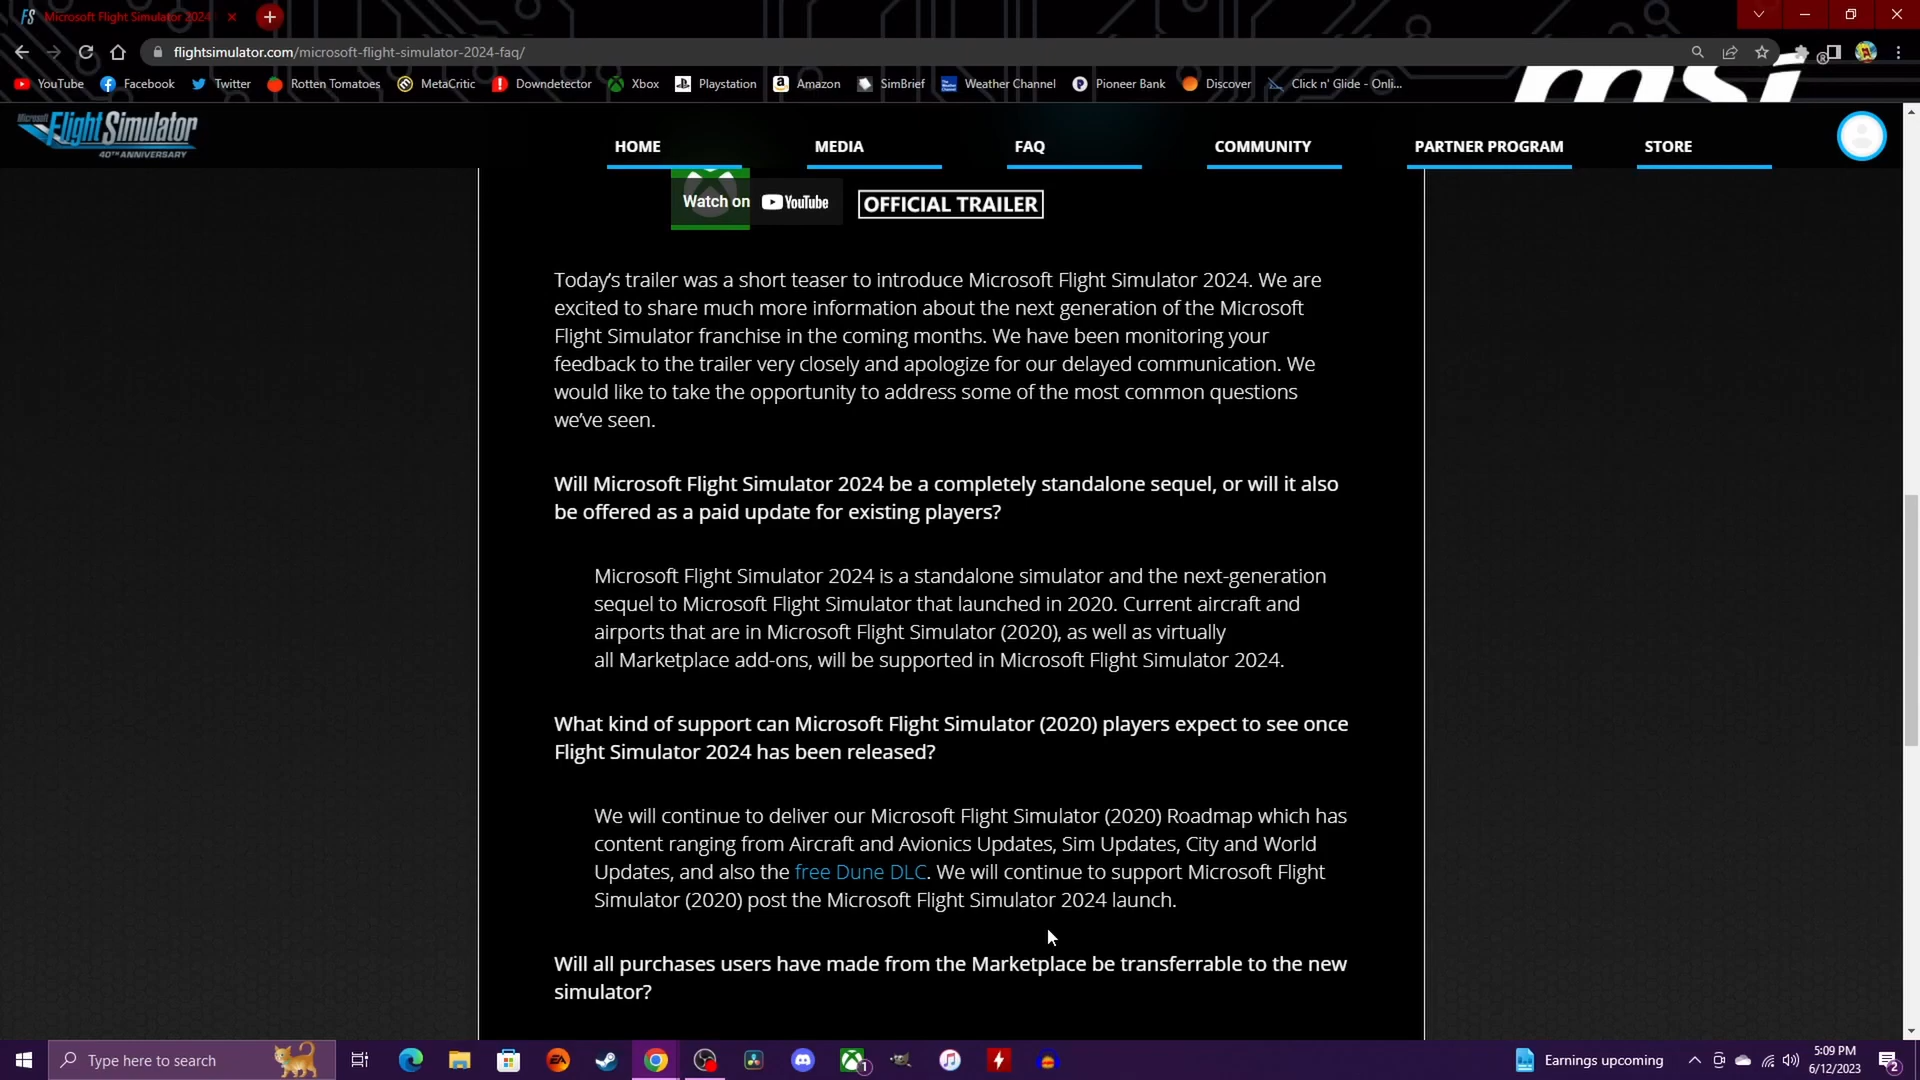 Microsoft Flight Simulator 2024
flightsimulator.com/microsoft-flight-simulator-2024-faq/
YouTube Facebook Twitter Rotten Tomatoes MetaCritic Downdetector Xbox Playstation Amazon SimBrief Weather Channel Pioneer Bank Discover Click n' Glide - Onli...
msi
Microsoft
Flight Simulator
40TH ANNIVERSARY
HOME MEDIA FAQ COMMUNITY PARTNER PROGRAM STORE
Watch on YouTube OFFICIAL TRAILER
Today's trailer was a short teaser to introduce Microsoft Flight Simulator 2024. We are
excited to share much more information about the next generation of the Microsoft
Flight Simulator franchise in the coming months. We have been monitoring your
feedback to the trailer very closely and apologize for our delayed communication. We
would like to take the opportunity to address some of the most common questions
we've seen.
Will Microsoft Flight Simulator 2024 be a completely standalone sequel, or will it also
be offered as a paid update for existing players?
Microsoft Flight Simulator 2024 is a standalone simulator and the next-generation
sequel to Microsoft Flight Simulator that launched in 2020. Current aircraft and
airports that are in Microsoft Flight Simulator (2020), as well as virtually
all Marketplace add-ons, will be supported in Microsoft Flight Simulator 2024.
What kind of support can Microsoft Flight Simulator (2020) players expect to see once
Flight Simulator 2024 has been released?
We will continue to deliver our Microsoft Flight Simulator (2020) Roadmap which has
content ranging from Aircraft and Avionics Updates, Sim Updates, City and World
Updates, and also the free Dune DLC. We will continue to support Microsoft Flight
Simulator (2020) post the Microsoft Flight Simulator 2024 launch.
Will all purchases users have made from the Marketplace be transferrable to the new
simulator?
Type here to search
EA
1
Earnings upcoming
5:09 PM
6/12/2023
2